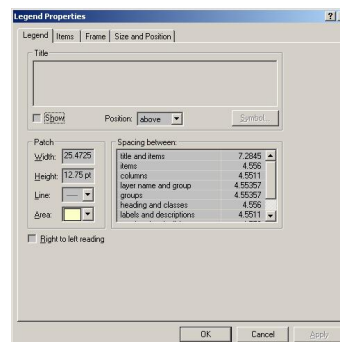 Legend Properties
Legend Items Frame Size and Position
Title
Show Position: above Symbol...
Patch
Width: 25.4725
Height: 12.75 pt
Line:
Area:
Spacing between:
title and items 7.2845
items 4.556
columns 4.5511
layer name and group 4.55357
groups 4.55357
heading and classes 4.556
labels and descriptions 4.5511
Right to left reading
OK Cancel Apply